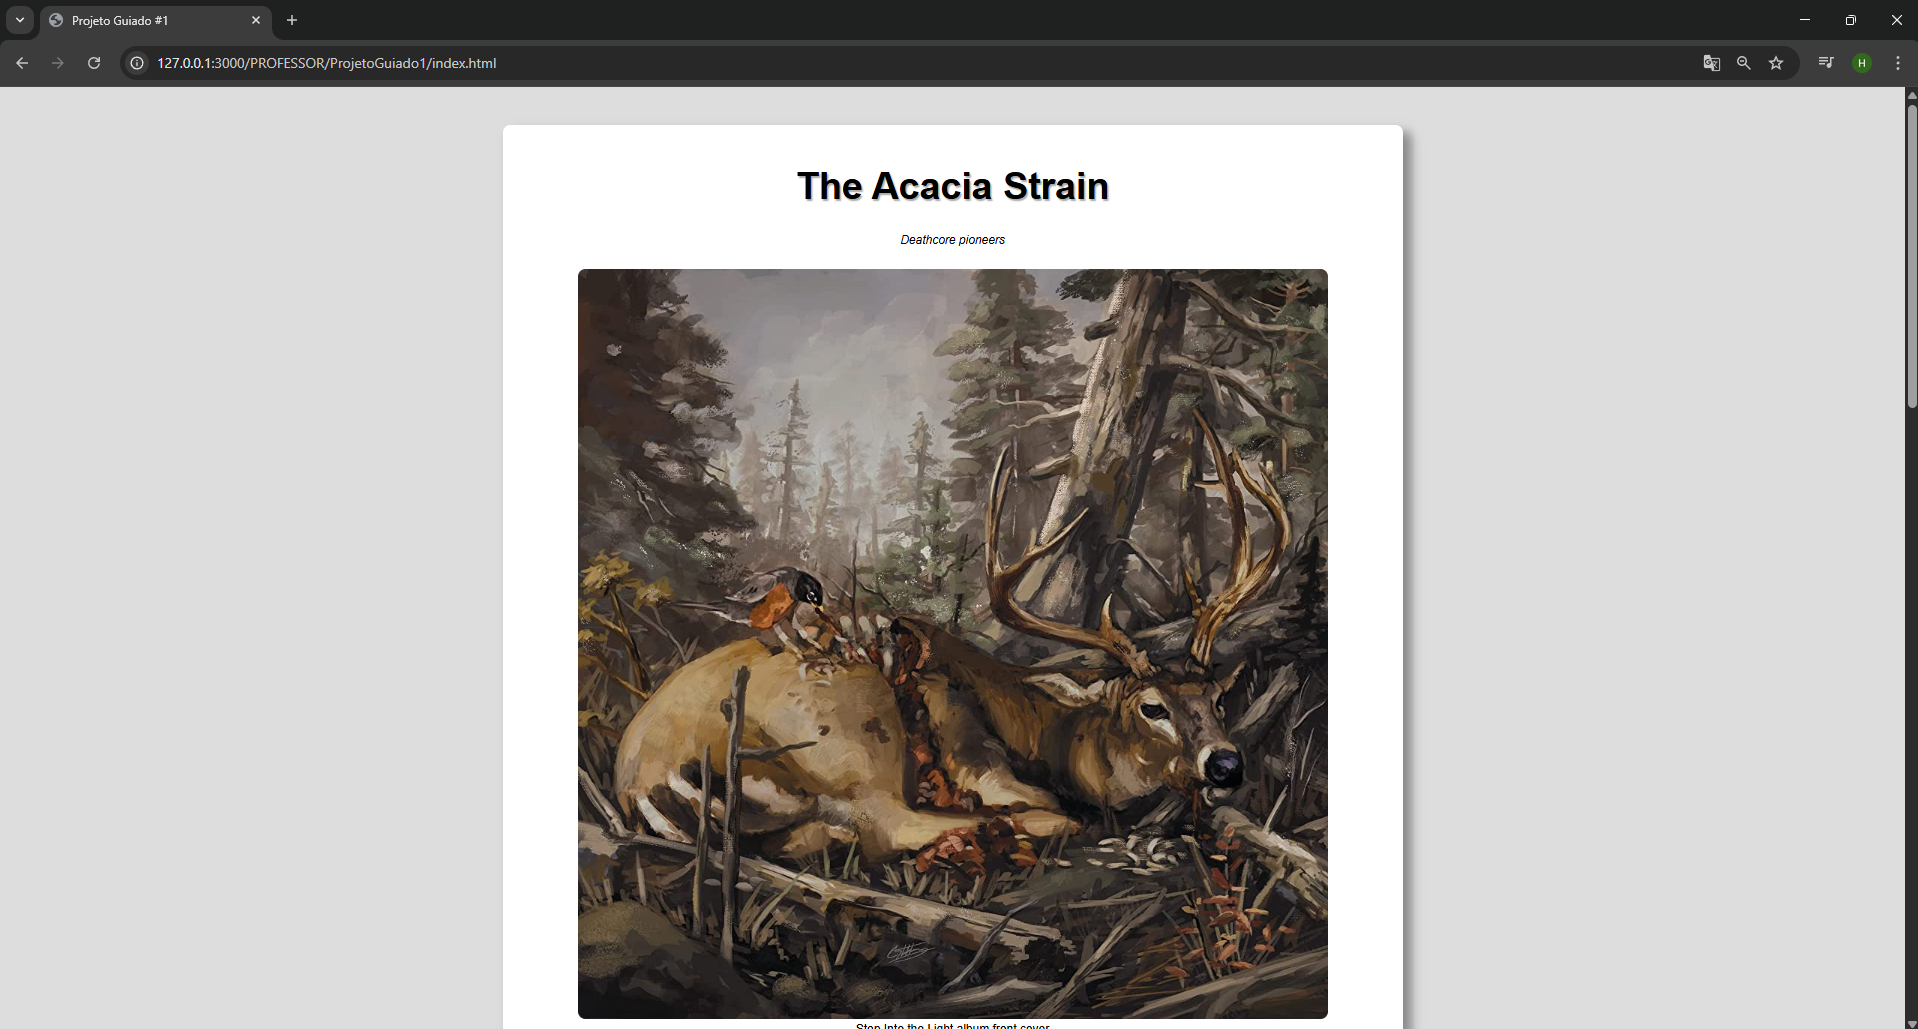 Projeto Guiado #1
127.0.0.1:3000/PROFESSOR/ProjetoGuiado1/index.html
H
The Acacia Strain
Deathcore pioneers
Step Into the Light album front cover